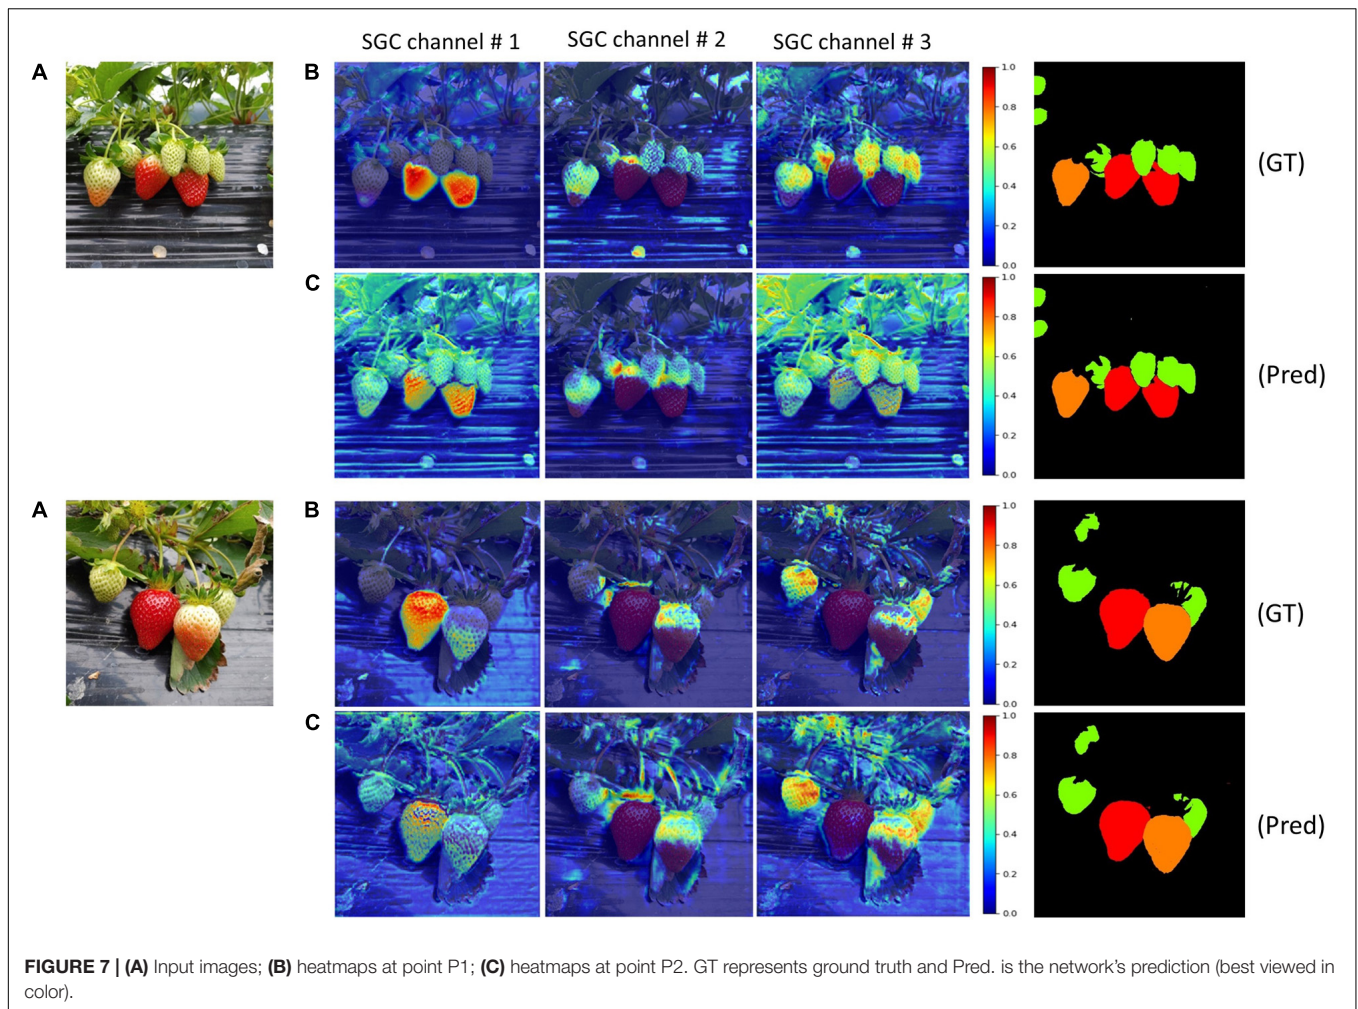 SGC channel # 1
SGC channel # 2
SGC channel # 3
A
B
1.0
0.8
0.6
0.4
0.2
0.0
(GT)
C
1.0
0.8
0.6
0.4
0.2
0.0
(Pred)
A
B
1.0
0.8
0.6
0.4
0.2
0.0
(GT)
C
1.0
0.8
0.6
0.4
0.2
0.0
(Pred)
FIGURE 7 | (A) Input images; (B) heatmaps at point P1; (C) heatmaps at point P2. GT represents ground truth and Pred. is the network's prediction (best viewed in
color).